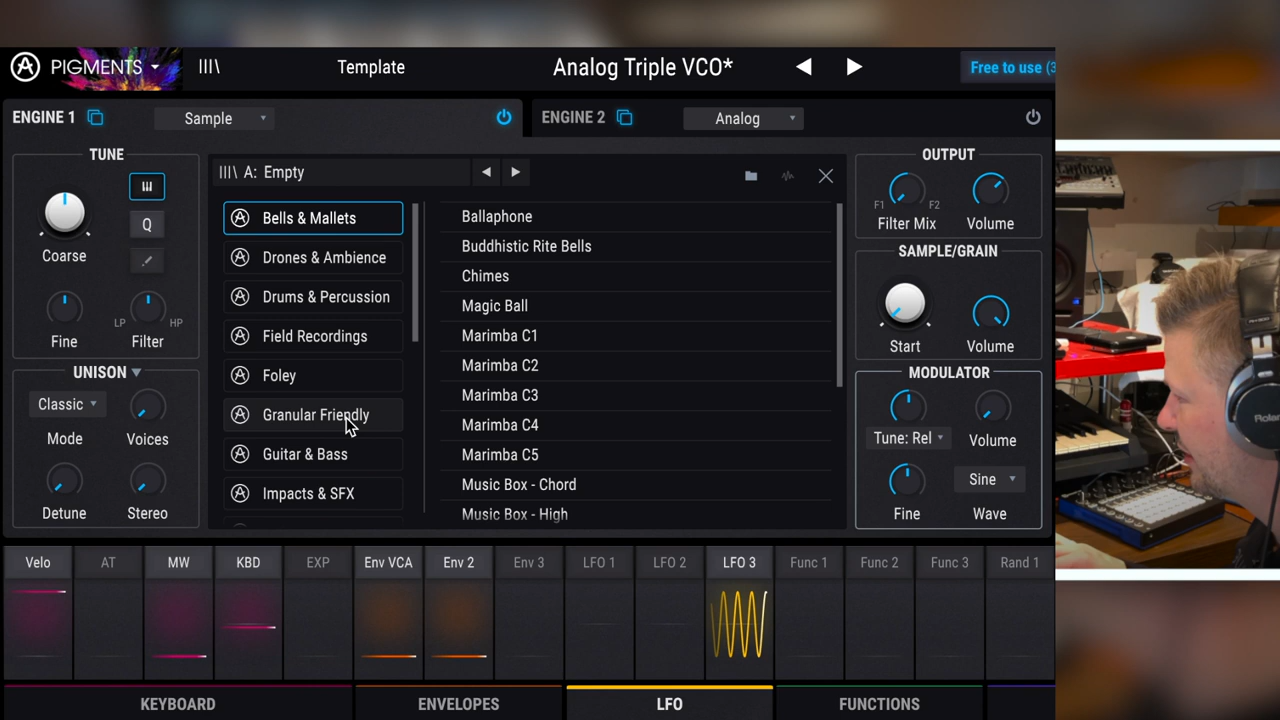 PIGMENTS
Template
Analog Triple VCO*
Free to use (3
ENGINE 1
Sample
ENGINE 2
Analog
TUNE
Q
Coarse
LP
HP
Fine
Filter
UNISON
Classic
Mode
Voices
Detune
Stereo
A: Empty
Bells & Mallets
Drones & Ambience
Drums & Percussion
Field Recordings
Foley
Granular Friendly
Guitar & Bass
Impacts & SFX
Ballaphone
Buddhistic Rite Bells
Chimes
Magic Ball
Marimba C1
Marimba C2
Marimba C3
Marimba C4
Marimba C5
Music Box - Chord
Music Box - High
OUTPUT
F1
F2
Filter Mix
Volume
SAMPLE/GRAIN
Start
Volume
MODULATOR
Tune: Rel
Volume
Sine
Fine
Wave
Velo
AT
MW
KBD
EXP
Env VCA
Env 2
Env 3
LFO 1
LFO 2
LFO 3
Func 1
Func 2
Func 3
Rand 1
KEYBOARD
ENVELOPES
LFO
FUNCTIONS
Roland